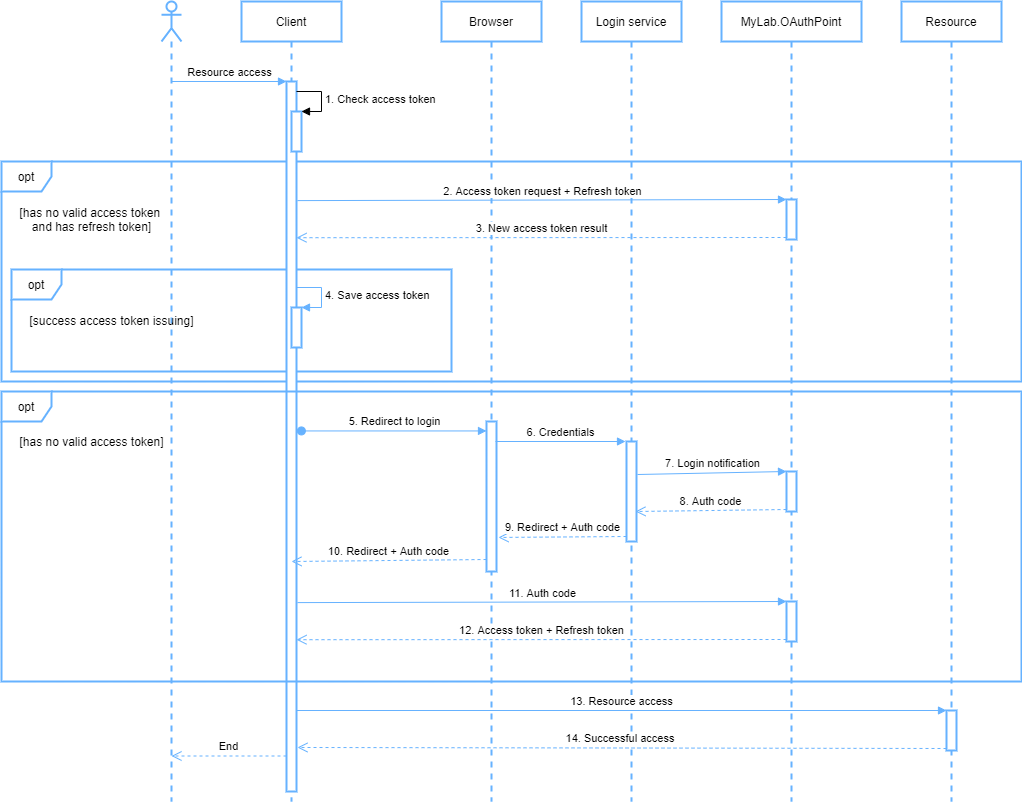 Client
Browser
Login service
MyLab.OAuthPoint
Resource
Resource access
1. Check access token
opt
2. Access token request + Refresh token
[has no valid access token
and has refresh token]
3. New access token result
opt
4. Save access token
[success access token issuing]
opt
5. Redirect to login
6. Credentials
[has no valid access token]
7. Login notification
8. Auth code
9. Redirect + Auth code
10. Redirect + Auth code
11. Auth code
12. Access token + Refresh token
13. Resource access
14. Successful access
End